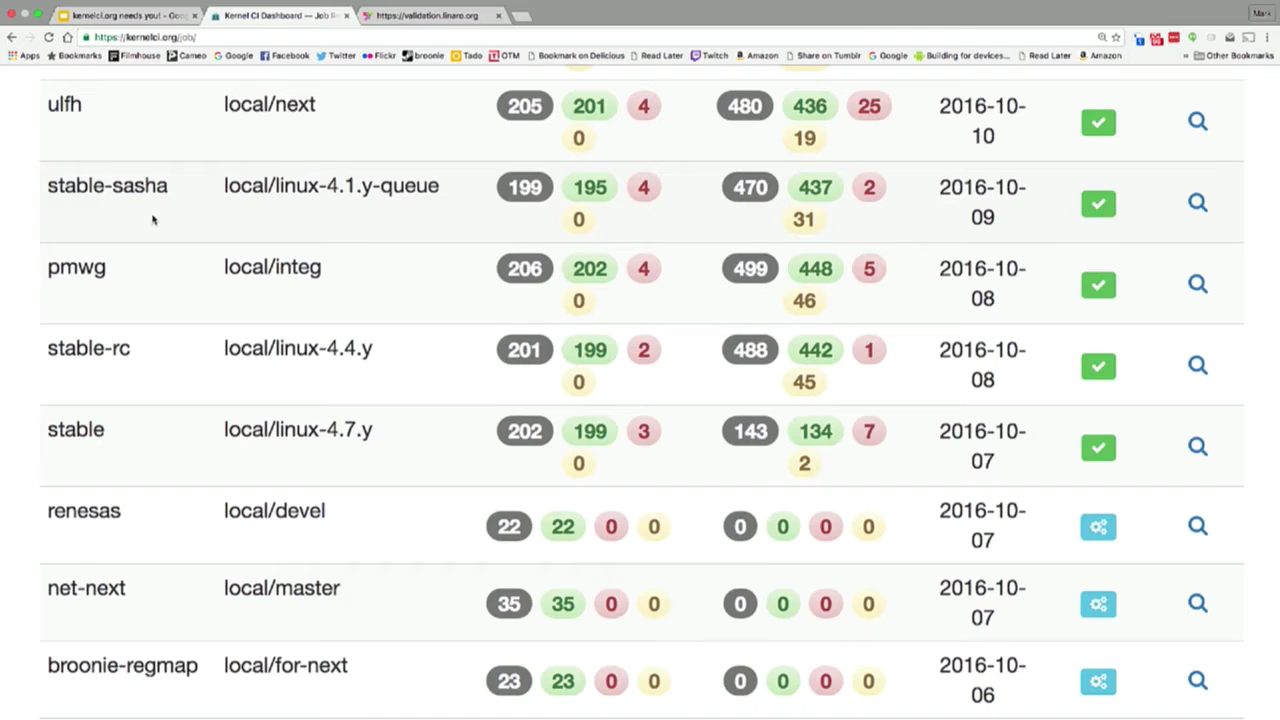 kernelci.org needs you! - Goo
Kernel CI Dashboard — Job R
https://validation.linaro.org
Mark
https://kernelci.org/job/
Apps Bookmarks Filmhouse Cameo Google Facebook Twitter Flickr broonie Tado OTM Bookmark on Delicious Read Later Twitch Amazon Share on Tumblr Google Building for devices... Read Later Amazon » Other Bookmarks
ulfh local/next 205 201 4 480 436 25 2016-10-
0 19 10
stable-sasha local/linux-4.1.y-queue 199 195 4 470 437 2 2016-10-
0 31 09
pmwg local/integ 206 202 4 499 448 5 2016-10-
0 46 08
stable-rc local/linux-4.4.y 201 199 2 488 442 1 2016-10-
0 45 08
stable local/linux-4.7.y 202 199 3 143 134 7 2016-10-
0 2 07
renesas local/devel 22 22 0 0 0 0 0 0 2016-10-
07
net-next local/master 35 35 0 0 0 0 0 0 2016-10-
07
broonie-regmap local/for-next 23 23 0 0 0 0 0 0 2016-10-
06